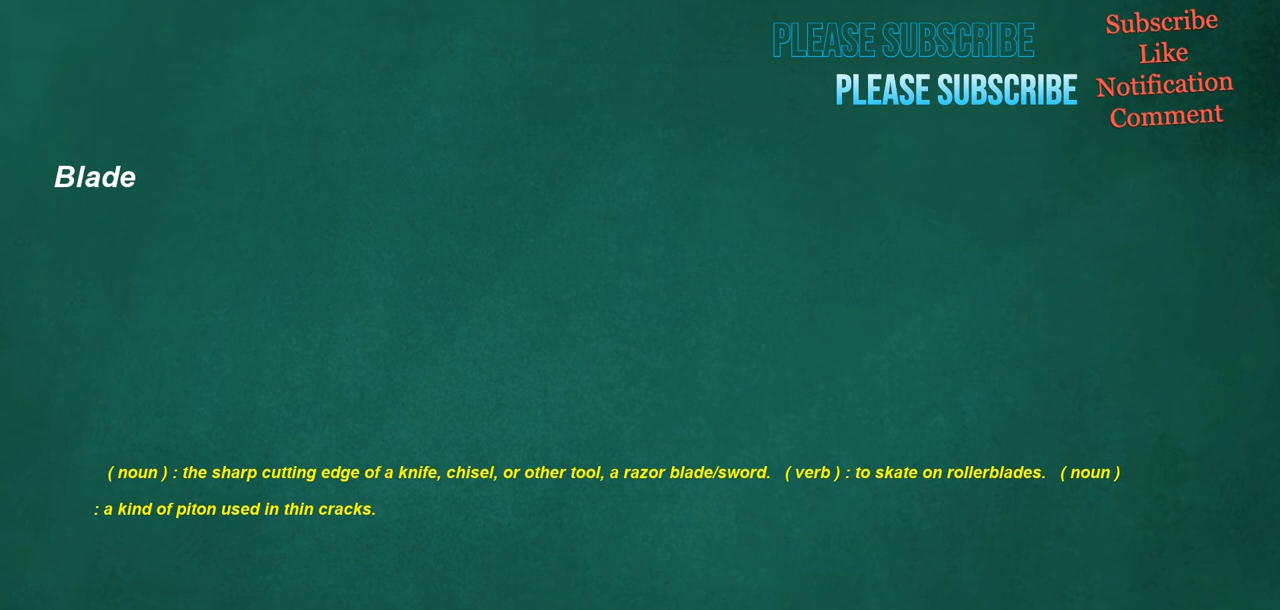 PLEASE SUBSCRIBE
PLEASE SUBSCRIBE
Subscribe
Like
Notification
Comment
Blade
( noun ) : the sharp cutting edge of a knife, chisel, or other tool, a razor blade/sword. ( verb ) : to skate on rollerblades. ( noun )
: a kind of piton used in thin cracks.